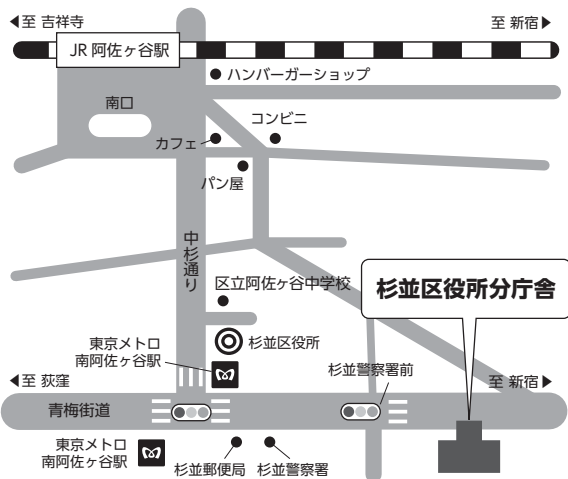 ◀至 吉祥寺
至 新宿▶
JR 阿佐ヶ谷駅
ハンバーガーショップ
南口
コンビニ
カフェ
パン屋
中杉通り
区立阿佐ヶ谷中学校
杉並区役所分庁舎
杉並区役所
東京メトロ
南阿佐ヶ谷駅
杉並警察署前
◀至 荻窪
至 新宿▶
青梅街道
東京メトロ
南阿佐ヶ谷駅
杉並郵便局
杉並警察署